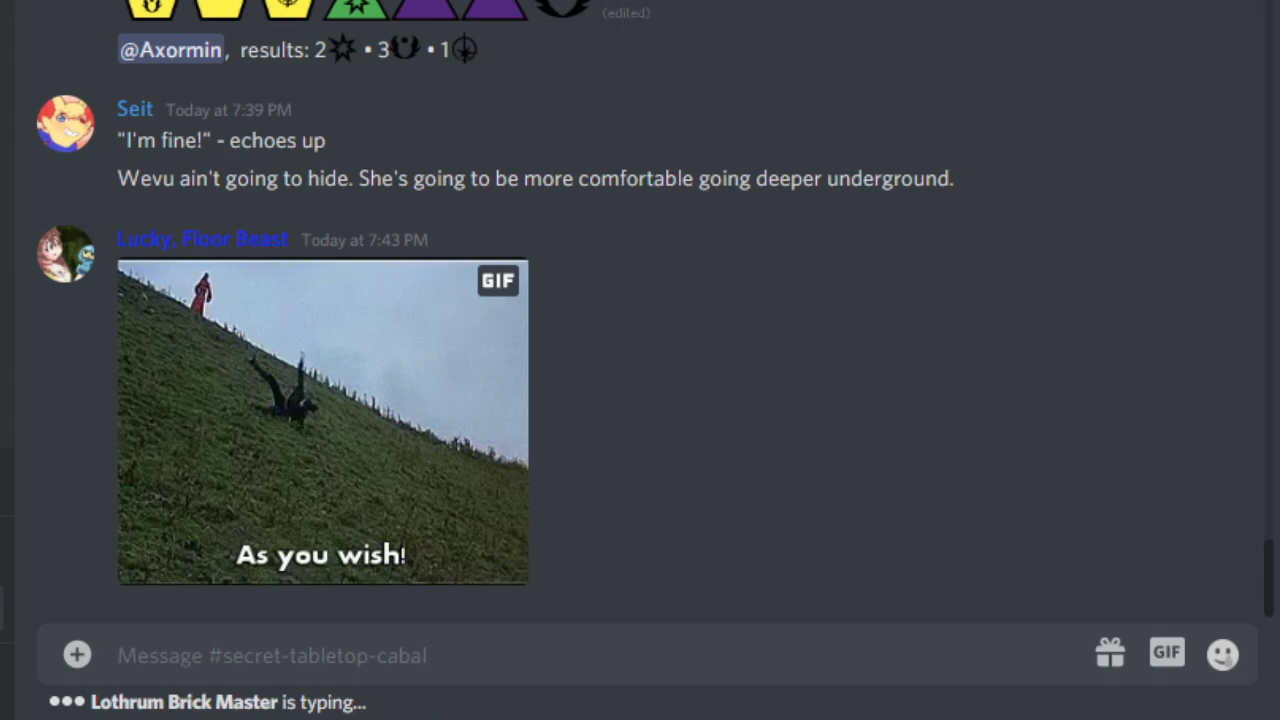 (edited)
@Axormin, results: 2 • 3 • 1
Seit Today at 7:39 PM
"I'm fine!" - echoes up
Wevu ain't going to hide. She's going to be more comfortable going deeper underground.
Lucky, Floor Beast Today at 7:43 PM
GIF
As you wish!
Message #secret-tabletop-cabal
GIF
••• Lothrum Brick Master is typing...